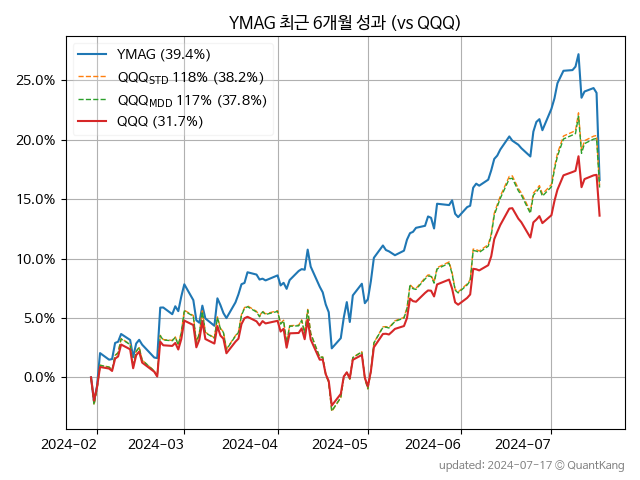 YMAG 최근 6개월 성과 (vs QQQ)
YMAG (39.4%)
QQQSTD 118% (38.2%)
QQQMDD 117% (37.8%)
QQQ (31.7%)
25.0%
20.0%
15.0%
10.0%
5.0%
0.0%
2024-02 2024-03 2024-04 2024-05 2024-06 2024-07
updated: 2024-07-17 © QuantKang